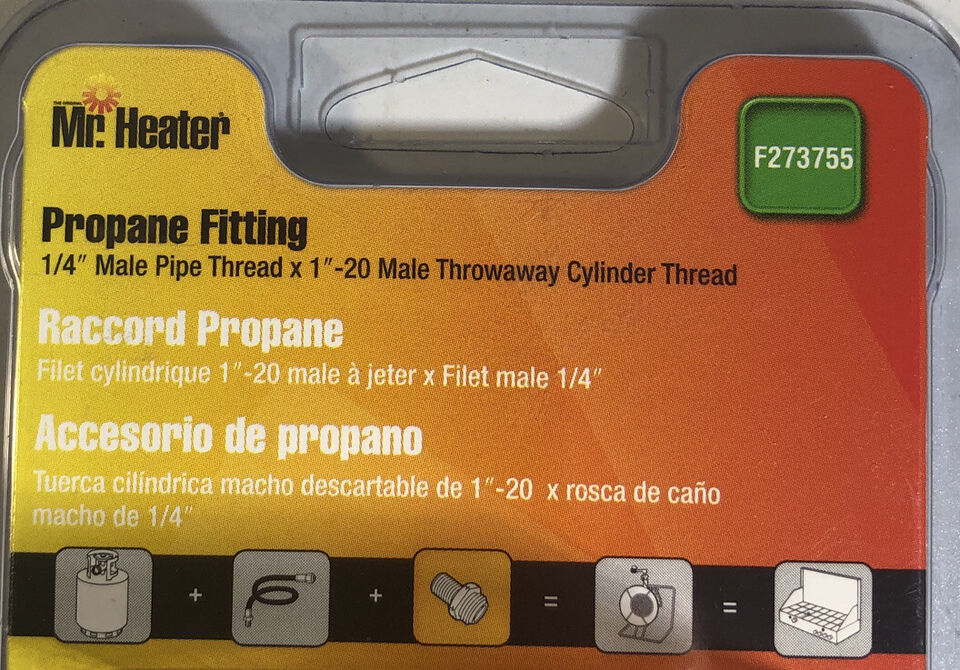 THE ORIGINAL
Mr. Heater
F273755
Propane Fitting
1/4" Male Pipe Thread x 1"-20 Male Throwaway Cylinder Thread
Raccord Propane
Filet cylindrique 1"-20 male à jeter x Filet male 1/4"
Accesorio de propano
Tuerca cilíndrica macho descartable de 1"-20 x rosca de caño
macho de 1/4"
+ + = =